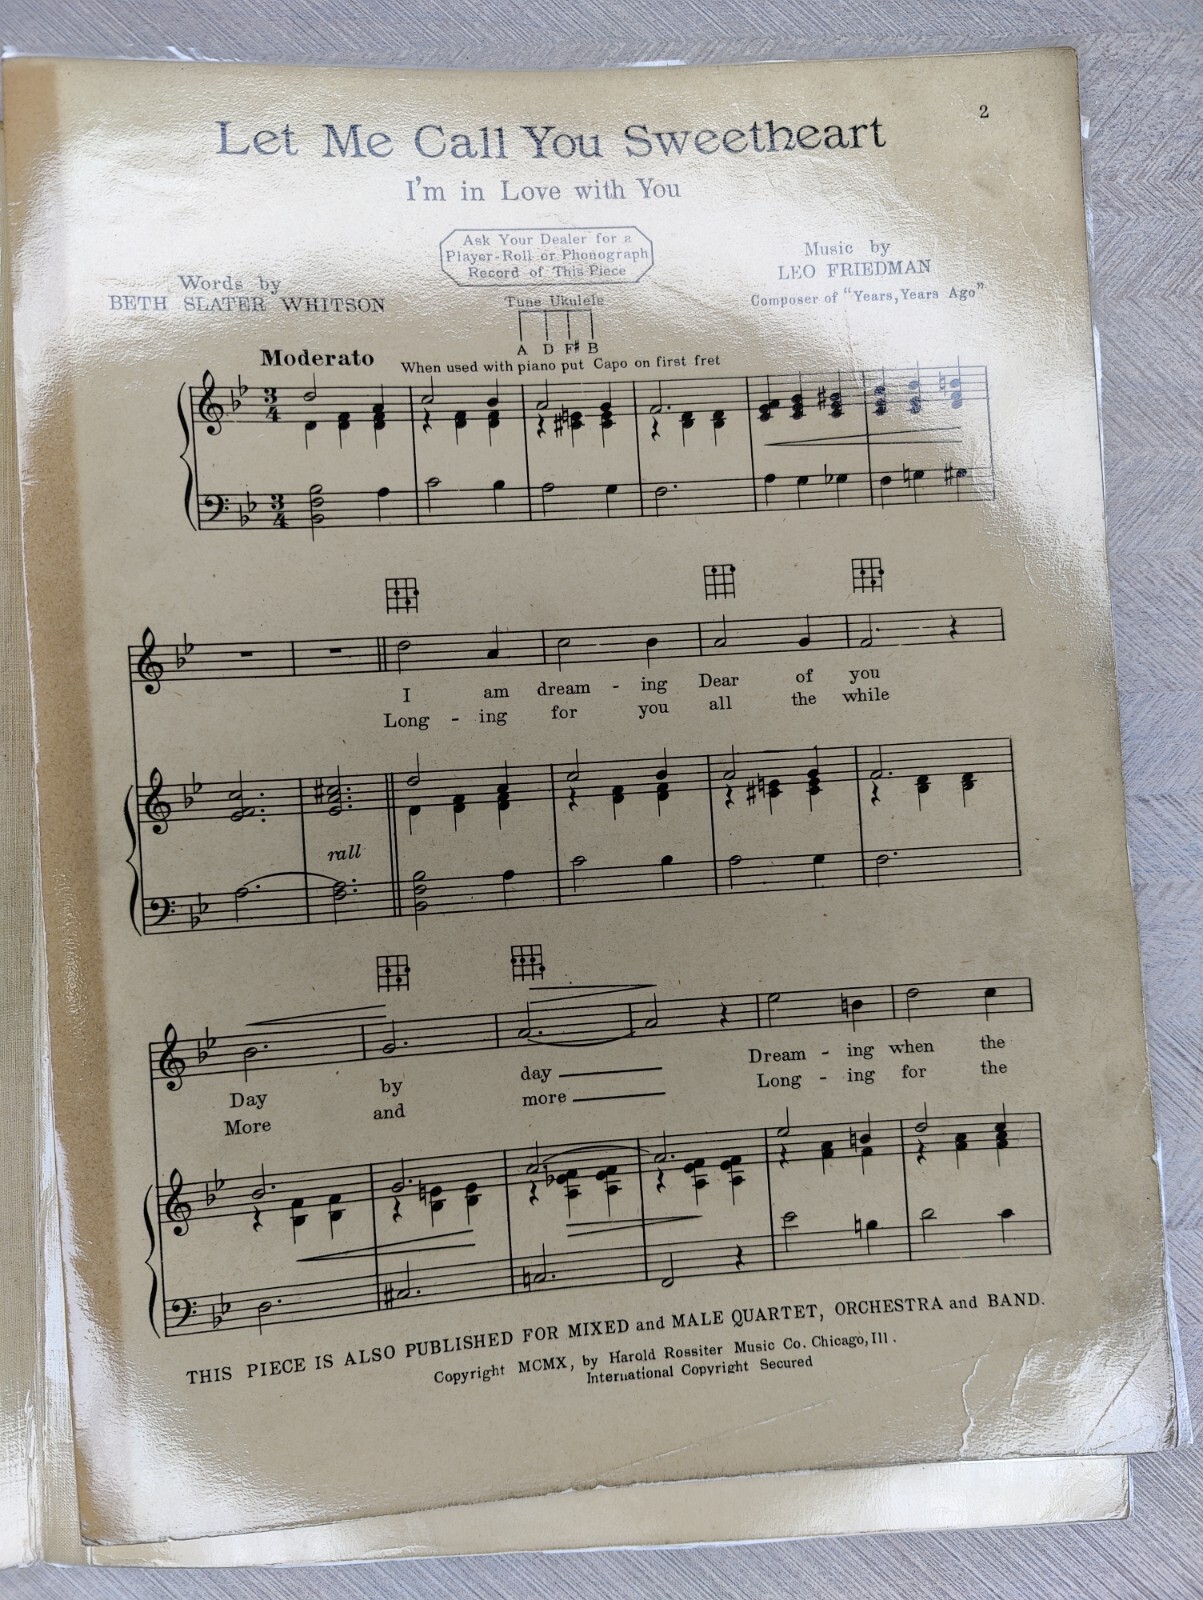 2
Let Me Call You Sweetheart
I'm in Love with You
Ask Your Dealer for a
Player-Roll or Phonograph
Record of This Piece
Words by
BETH SLATER WHITSON
Music by
LEO FRIEDMAN
Composer of "Years, Years Ago"
Tune Ukulele
A D F# B
Moderato
When used with piano put Capo on first fret
3
4
3
4
I am dream - ing Dear of you
Long - ing for you all the while
rall
Day by day
More and more
Dream - ing when the
Long - ing for the
THIS PIECE IS ALSO PUBLISHED FOR MIXED and MALE QUARTET, ORCHESTRA and BAND.
Copyright MCMX, by Harold Rossiter Music Co. Chicago, Ill.
International Copyright Secured